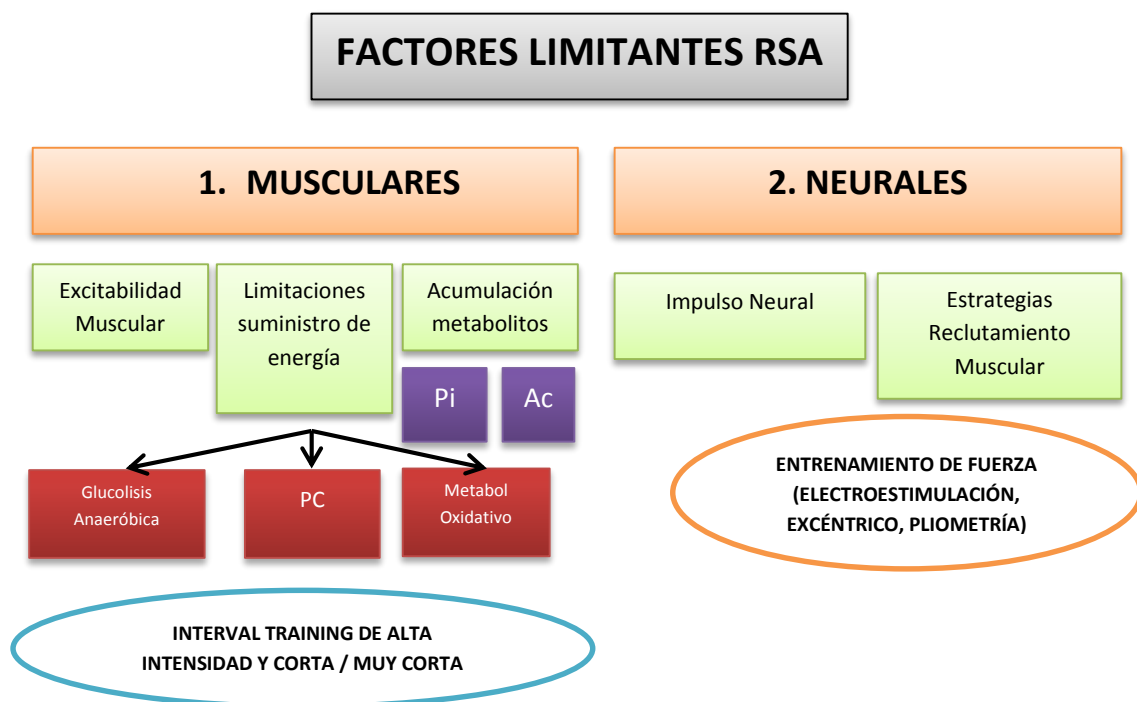 FACTORES LIMITANTES RSA
1. MUSCULARES
2. NEURALES
Excitabilidad
Muscular
Limitaciones
suministro de
energía
Acumulación
metabolitos
Pi
Ac
Impulso Neural
Estrategias
Reclutamiento
Muscular
Glucolisis
Anaeróbica
PC
Metabol
Oxidativo
ENTRENAMIENTO DE FUERZA
(ELECTROESTIMULACIÓN,
EXCÉNTRICO, PLIOMETRÍA)
INTERVAL TRAINING DE ALTA
INTENSIDAD Y CORTA / MUY CORTA